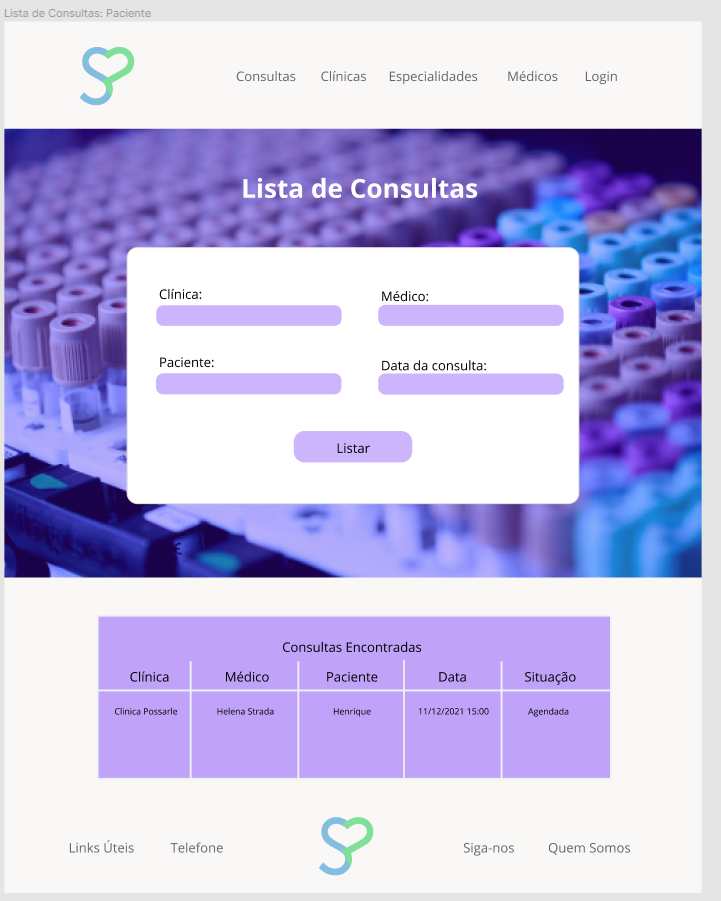 Lista de Consultas: Paciente
Consultas Clínicas Especialidades Médicos Login
Lista de Consultas
Clínica: Médico:
Paciente: Data da consulta:
Listar
Consultas Encontradas
Clínica Médico Paciente Data Situação
Clinica Possarle Helena Strada Henrique 11/12/2021 15:00 Agendada
Links Úteis Telefone Siga-nos Quem Somos